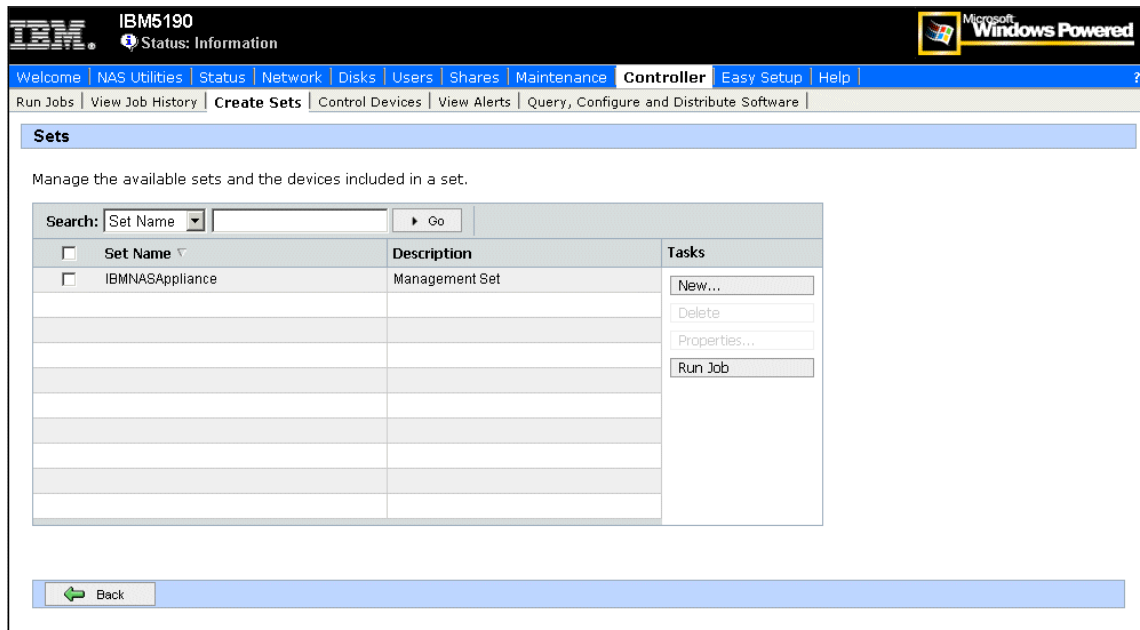 IBM.
IBM5190
Status: Information
Microsoft
Windows Powered
Welcome | NAS Utilities | Status | Network | Disks | Users | Shares | Maintenance | Controller | Easy Setup | Help | ?
Run Jobs | View Job History | Create Sets | Control Devices | View Alerts | Query, Configure and Distribute Software |
Sets
Manage the available sets and the devices included in a set.
Search: Set Name Go
Set Name Description Tasks
IBMNASAppliance Management Set
New...
Delete
Properties...
Run Job
Back